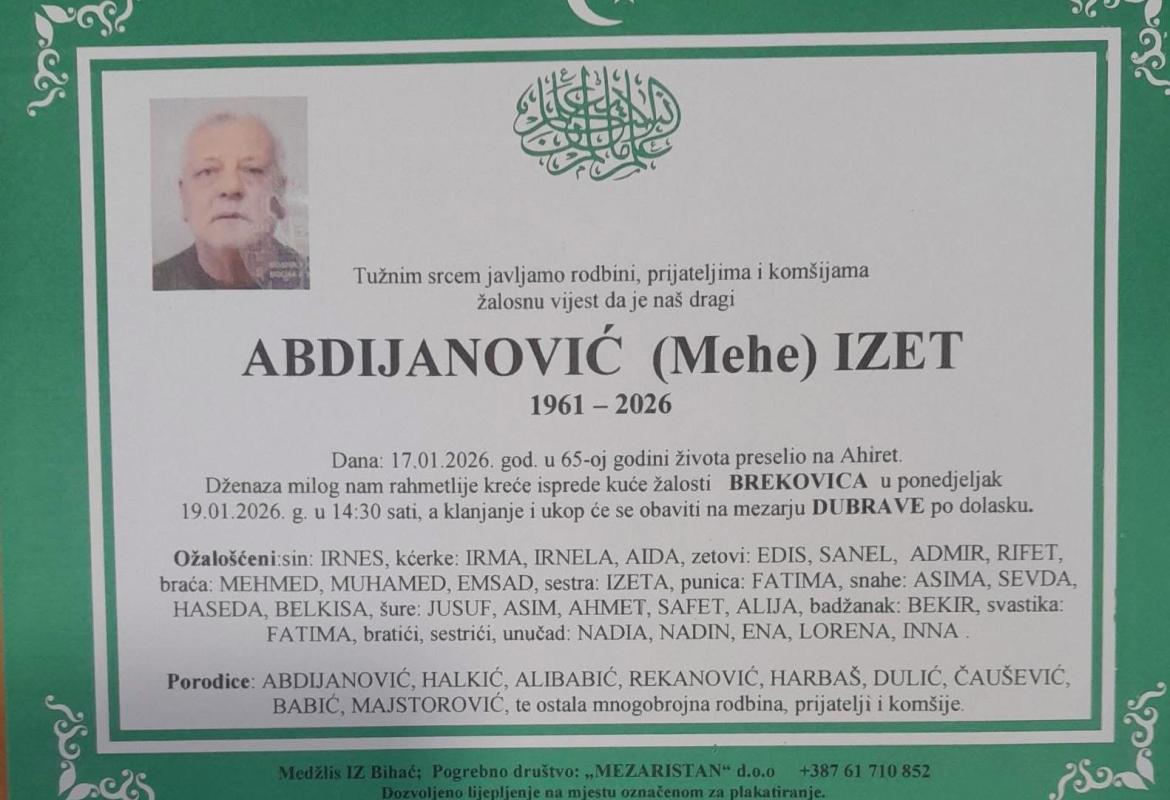 Tužnim srcem javljamo rodbini, prijateljima i komšijama
žalosnu vijest da je naš dragi
ABDIJANOVIĆ (Mehe) IZET
1961 – 2026
Dana: 17.01.2026. god. u 65-oj godini života preselio na Ahiret.
Dženaza milog nam rahmetlije kreće isprede kuće žalosti BREKOVICA u ponedjeljak
19.01.2026. g. u 14:30 sati, a klanjanje i ukop će se obaviti na mezarju DUBRAVE po dolasku.
Ožalošćeni:sin: IRNES, kćerke: IRMA, IRNELA, AIDA, zetovi: EDIS, SANEL, ADMIR, RIFET,
braća: MEHMED, MUHAMED, EMSAD, sestra: IZETA, punica: FATIMA, snahe: ASIMA, SEVDA,
HASEDA, BELKISA, šure: JUSUF, ASIM, AHMET, SAFET, ALIJA, badžanak: BEKIR, svastika:
FATIMA, bratići, sestrići, unučad: NADIA, NADIN, ENA, LORENA, INNA .
Porodice: ABDIJANOVIĆ, HALKIĆ, ALIBABIĆ, REKANOVIĆ, HARBAŠ, DULIĆ, ČAUŠEVIĆ,
BABIĆ, MAJSTOROVIĆ, te ostala mnogobrojna rodbina, prijatelji i komšije.
Medžlis IZ Bihać; Pogrebno društvo: „MEZARISTAN“ d.o.o +387 61 710 852
Dozvoljeno lijepljenje na mjestu označenom za plakatiranje.